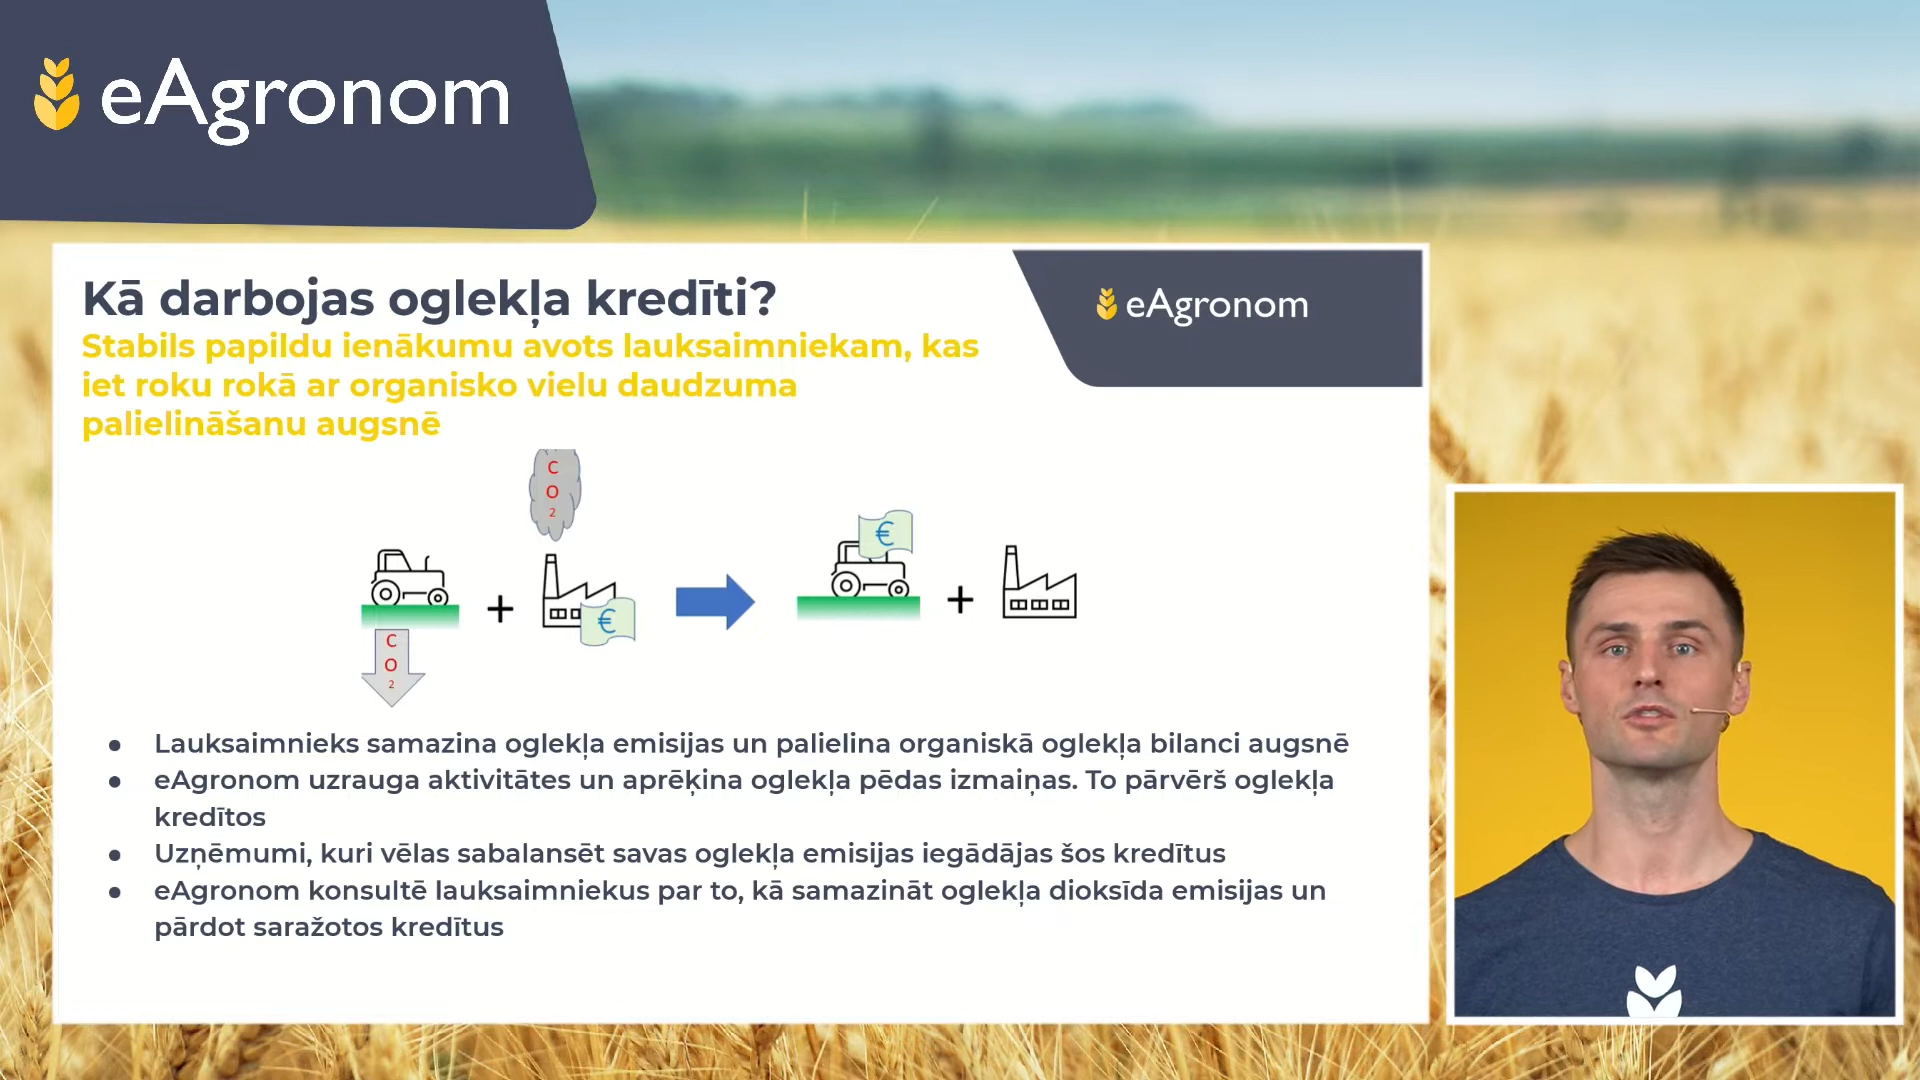 eAgronom
Kā darbojas oglekļa kredīti?
eAgronom
Stabils papildu ienākumu avots lauksaimniekam, kas
iet roku rokā ar organisko vielu daudzuma
palielināšanu augsnē
C
O
2
€
€
C
O
2
+
+
● Lauksaimnieks samazina oglekļa emisijas un palielina organiskā oglekļa bilanci augsnē
● eAgronom uzrauga aktivitātes un aprēķina oglekļa pēdas izmaiņas. To pārvērš oglekļa
kredītos
● Uzņēmumi, kuri vēlas sabalansēt savas oglekļa emisijas iegādājas šos kredītus
● eAgronom konsultē lauksaimniekus par to, kā samazināt oglekļa dioksīda emisijas un
pārdot saražotos kredītus